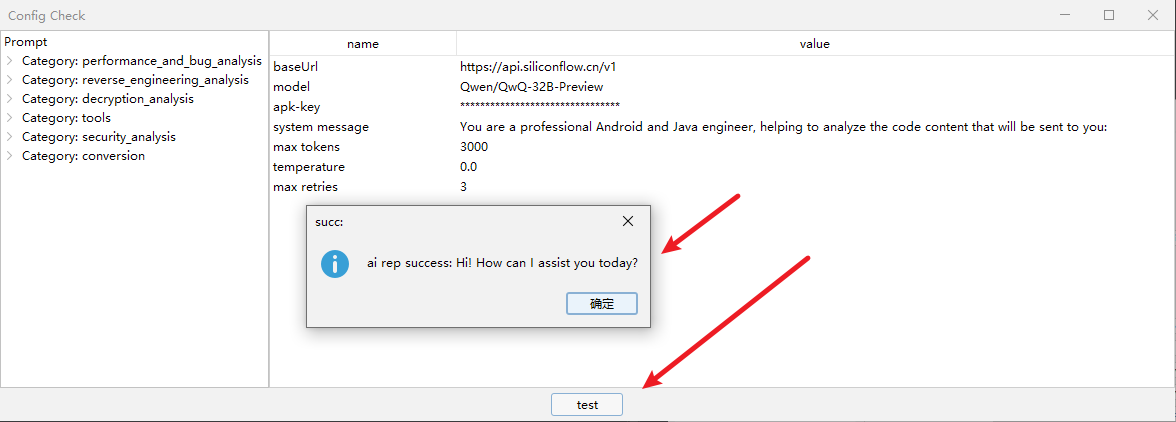 Config Check
Prompt
Category: performance_and_bug_analysis
Category: reverse_engineering_analysis
Category: decryption_analysis
Category: tools
Category: security_analysis
Category: conversion
name value
baseUrl https://api.siliconflow.cn/v1
model Qwen/QwQ-32B-Preview
apk-key ********************************
system message You are a professional Android and Java engineer, helping to analyze the code content that will be sent to you:
max tokens 3000
temperature 0.0
max retries 3
succ:
ai rep success: Hi! How can I assist you today?
确定
test